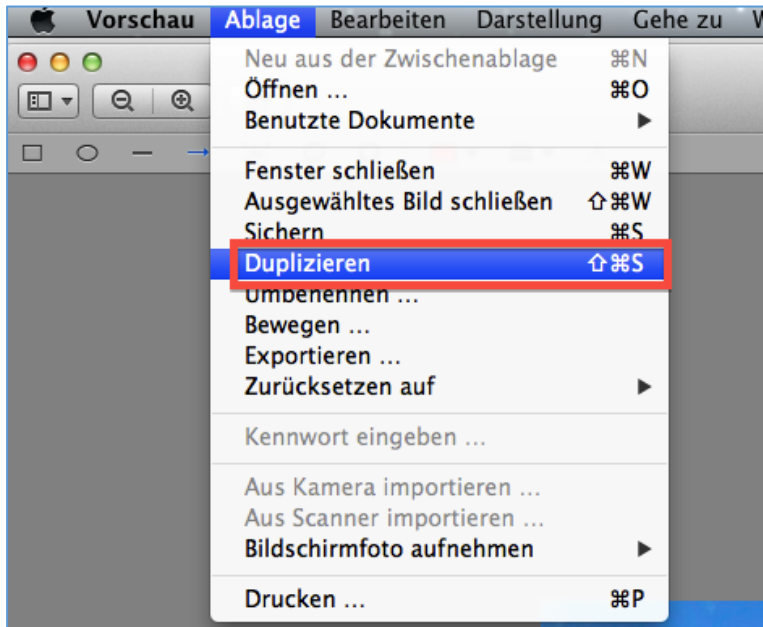 Vorschau Ablage Bearbeiten Darstellung Gehe zu
Neu aus der Zwischenablage ⌘N
Öffnen ... ⌘O
Benutzte Dokumente ▶
Fenster schließen ⌘W
Ausgewähltes Bild schließen ⇧⌘W
Sichern ⌘S
Duplizieren ⇧⌘S
Umbenennen ...
Bewegen ...
Exportieren ...
Zurücksetzen auf ▶
Kennwort eingeben ...
Aus Kamera importieren ...
Aus Scanner importieren ...
Bildschirmfoto aufnehmen ▶
Drucken ... ⌘P